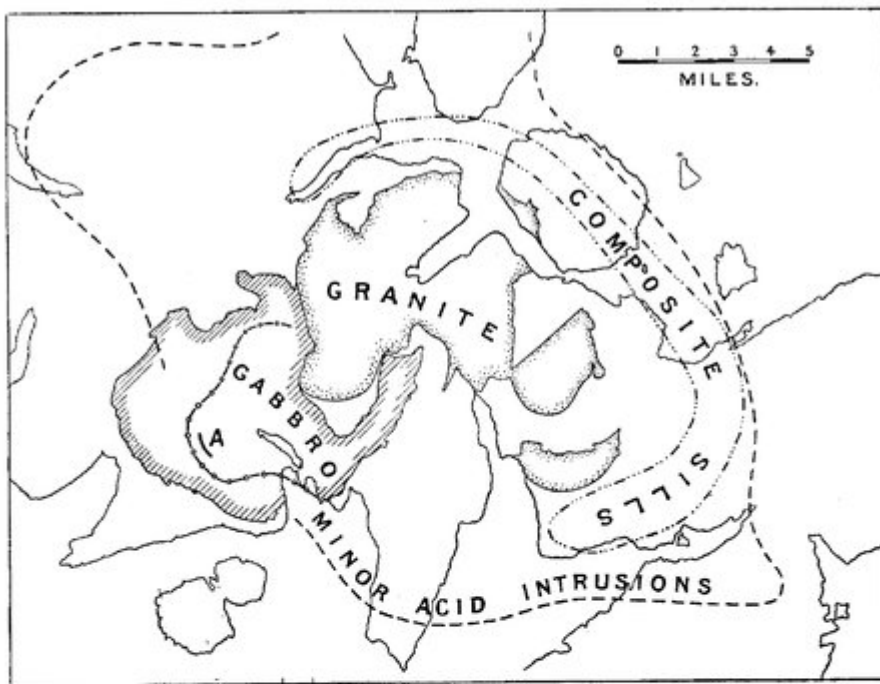 0 1 2 3 4 5
MILES.
COMPOSITE
SILLS
GRANITE
GABBRO
A
MINOR ACID INTRUSIONS